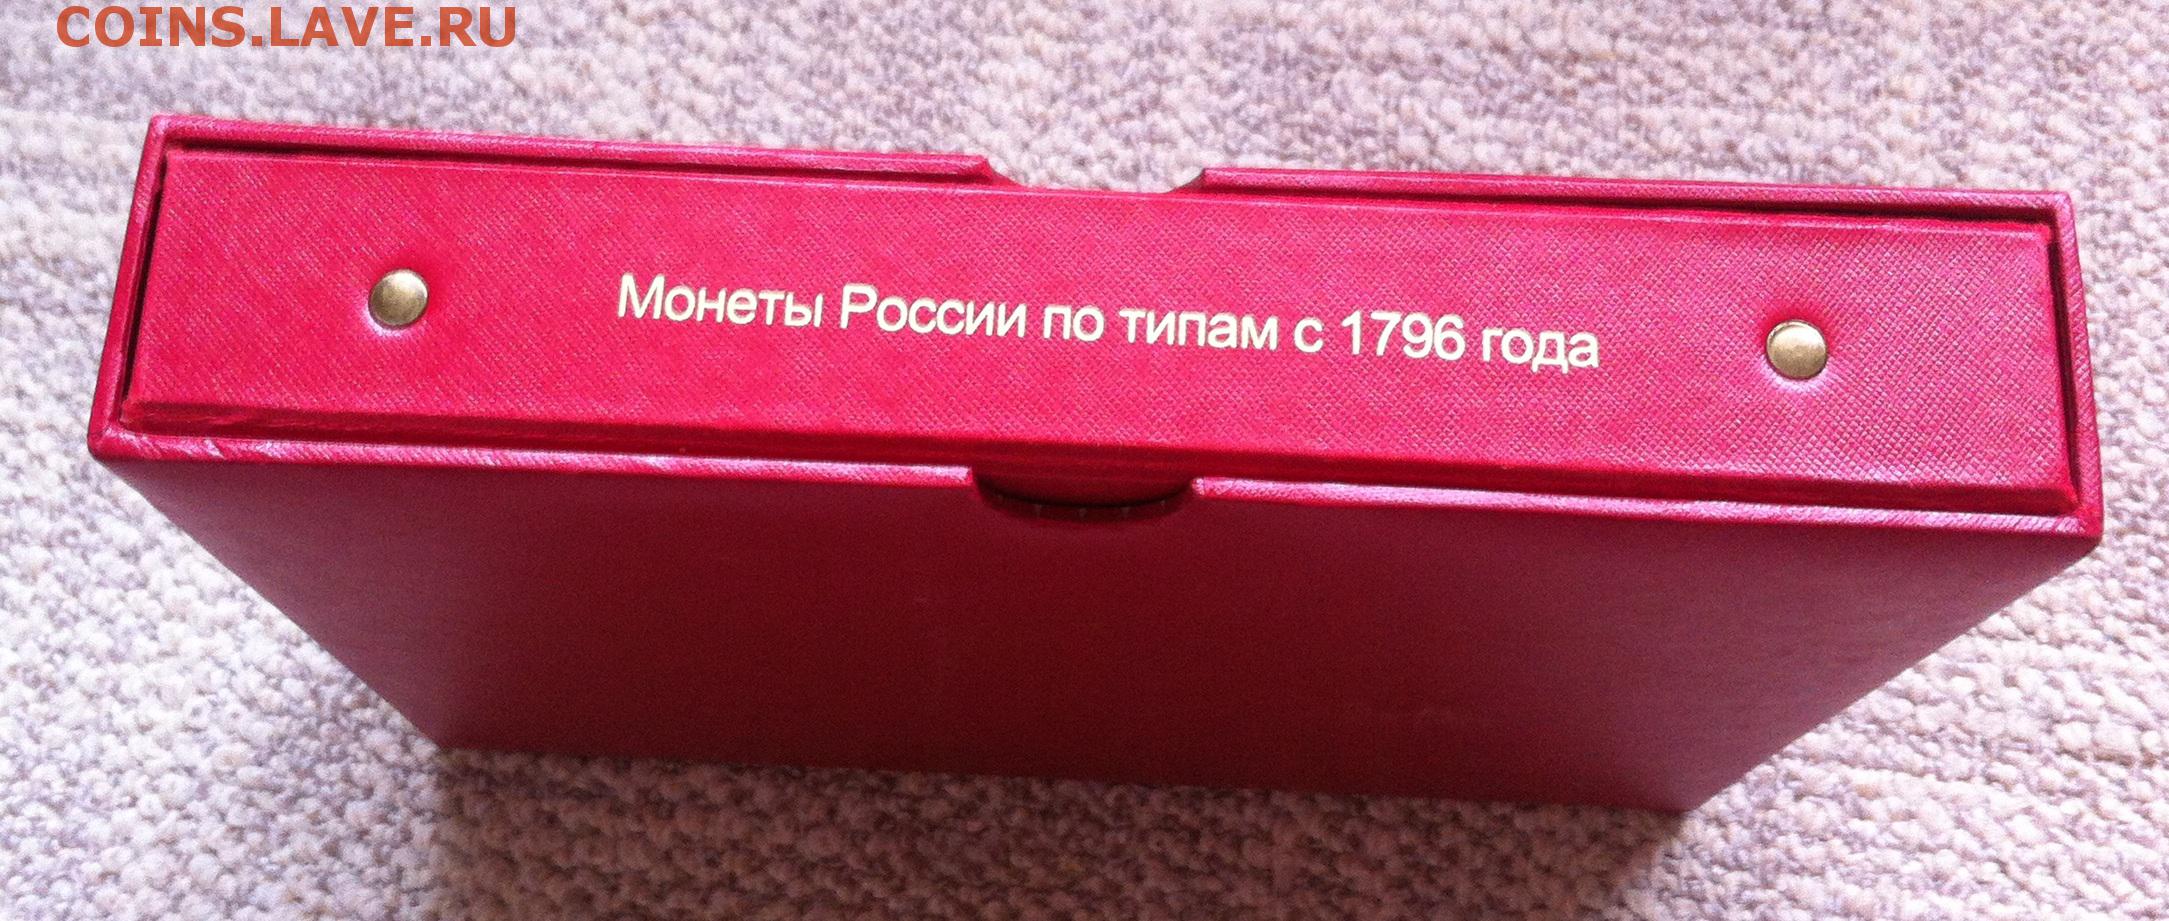 COINS.LAVE.RU
Монеты России по типам с 1796 года